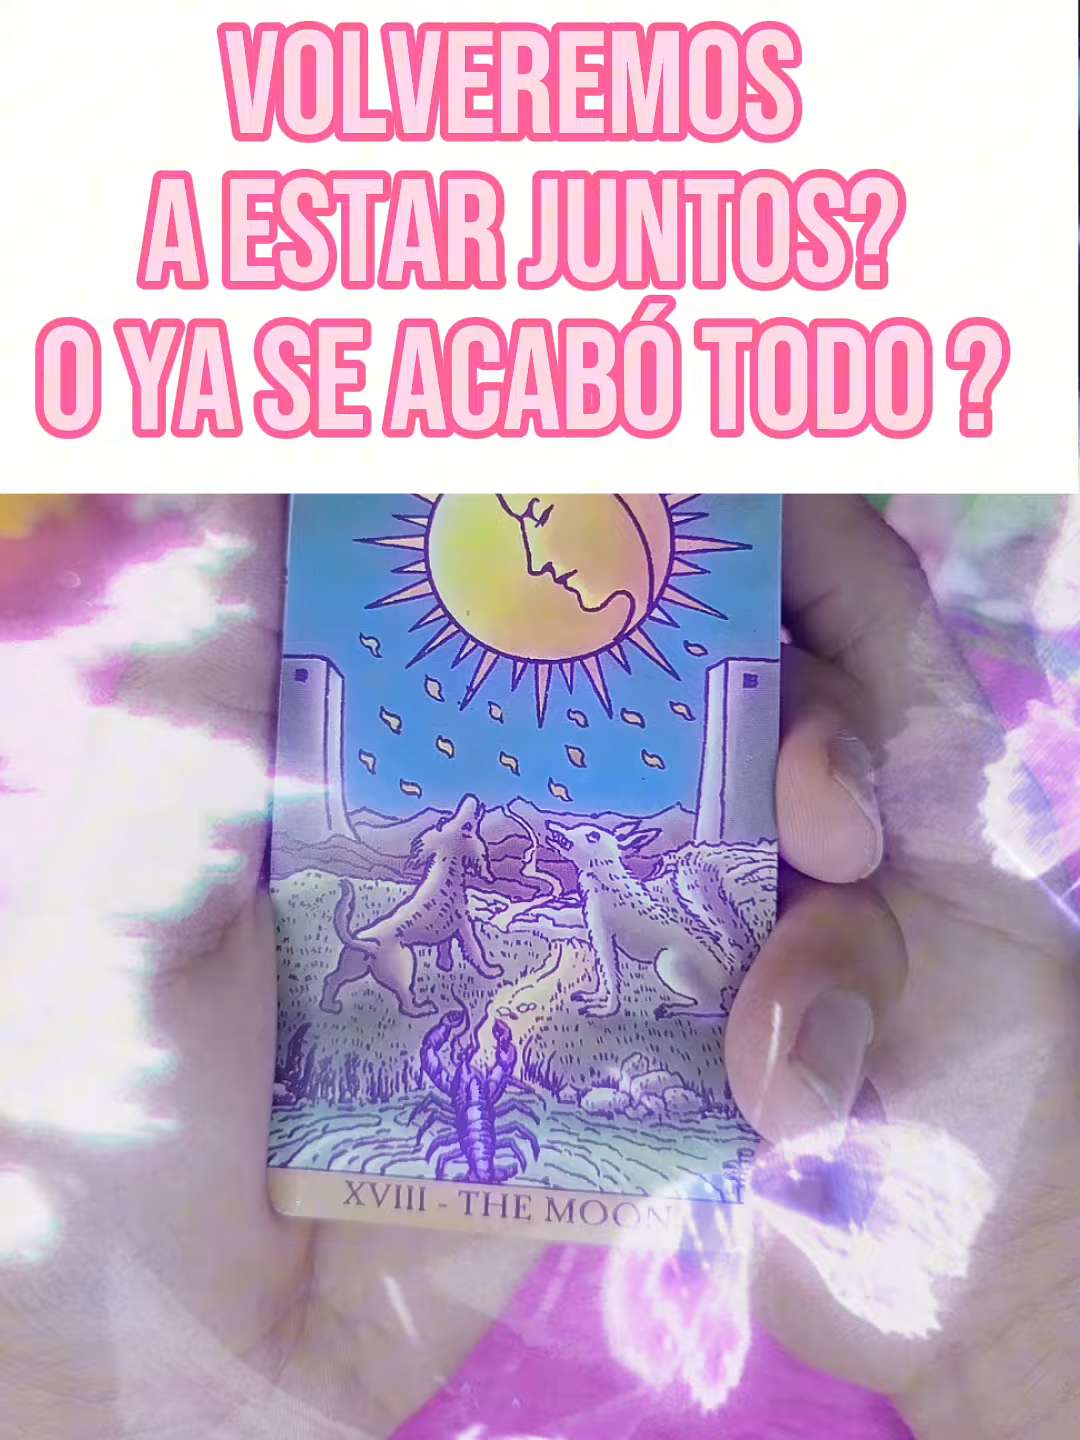 VOLVEREMOS
A ESTAR JUNTOS?
O YA SE ACABÓ TODO ?
XVIII - THE MOON